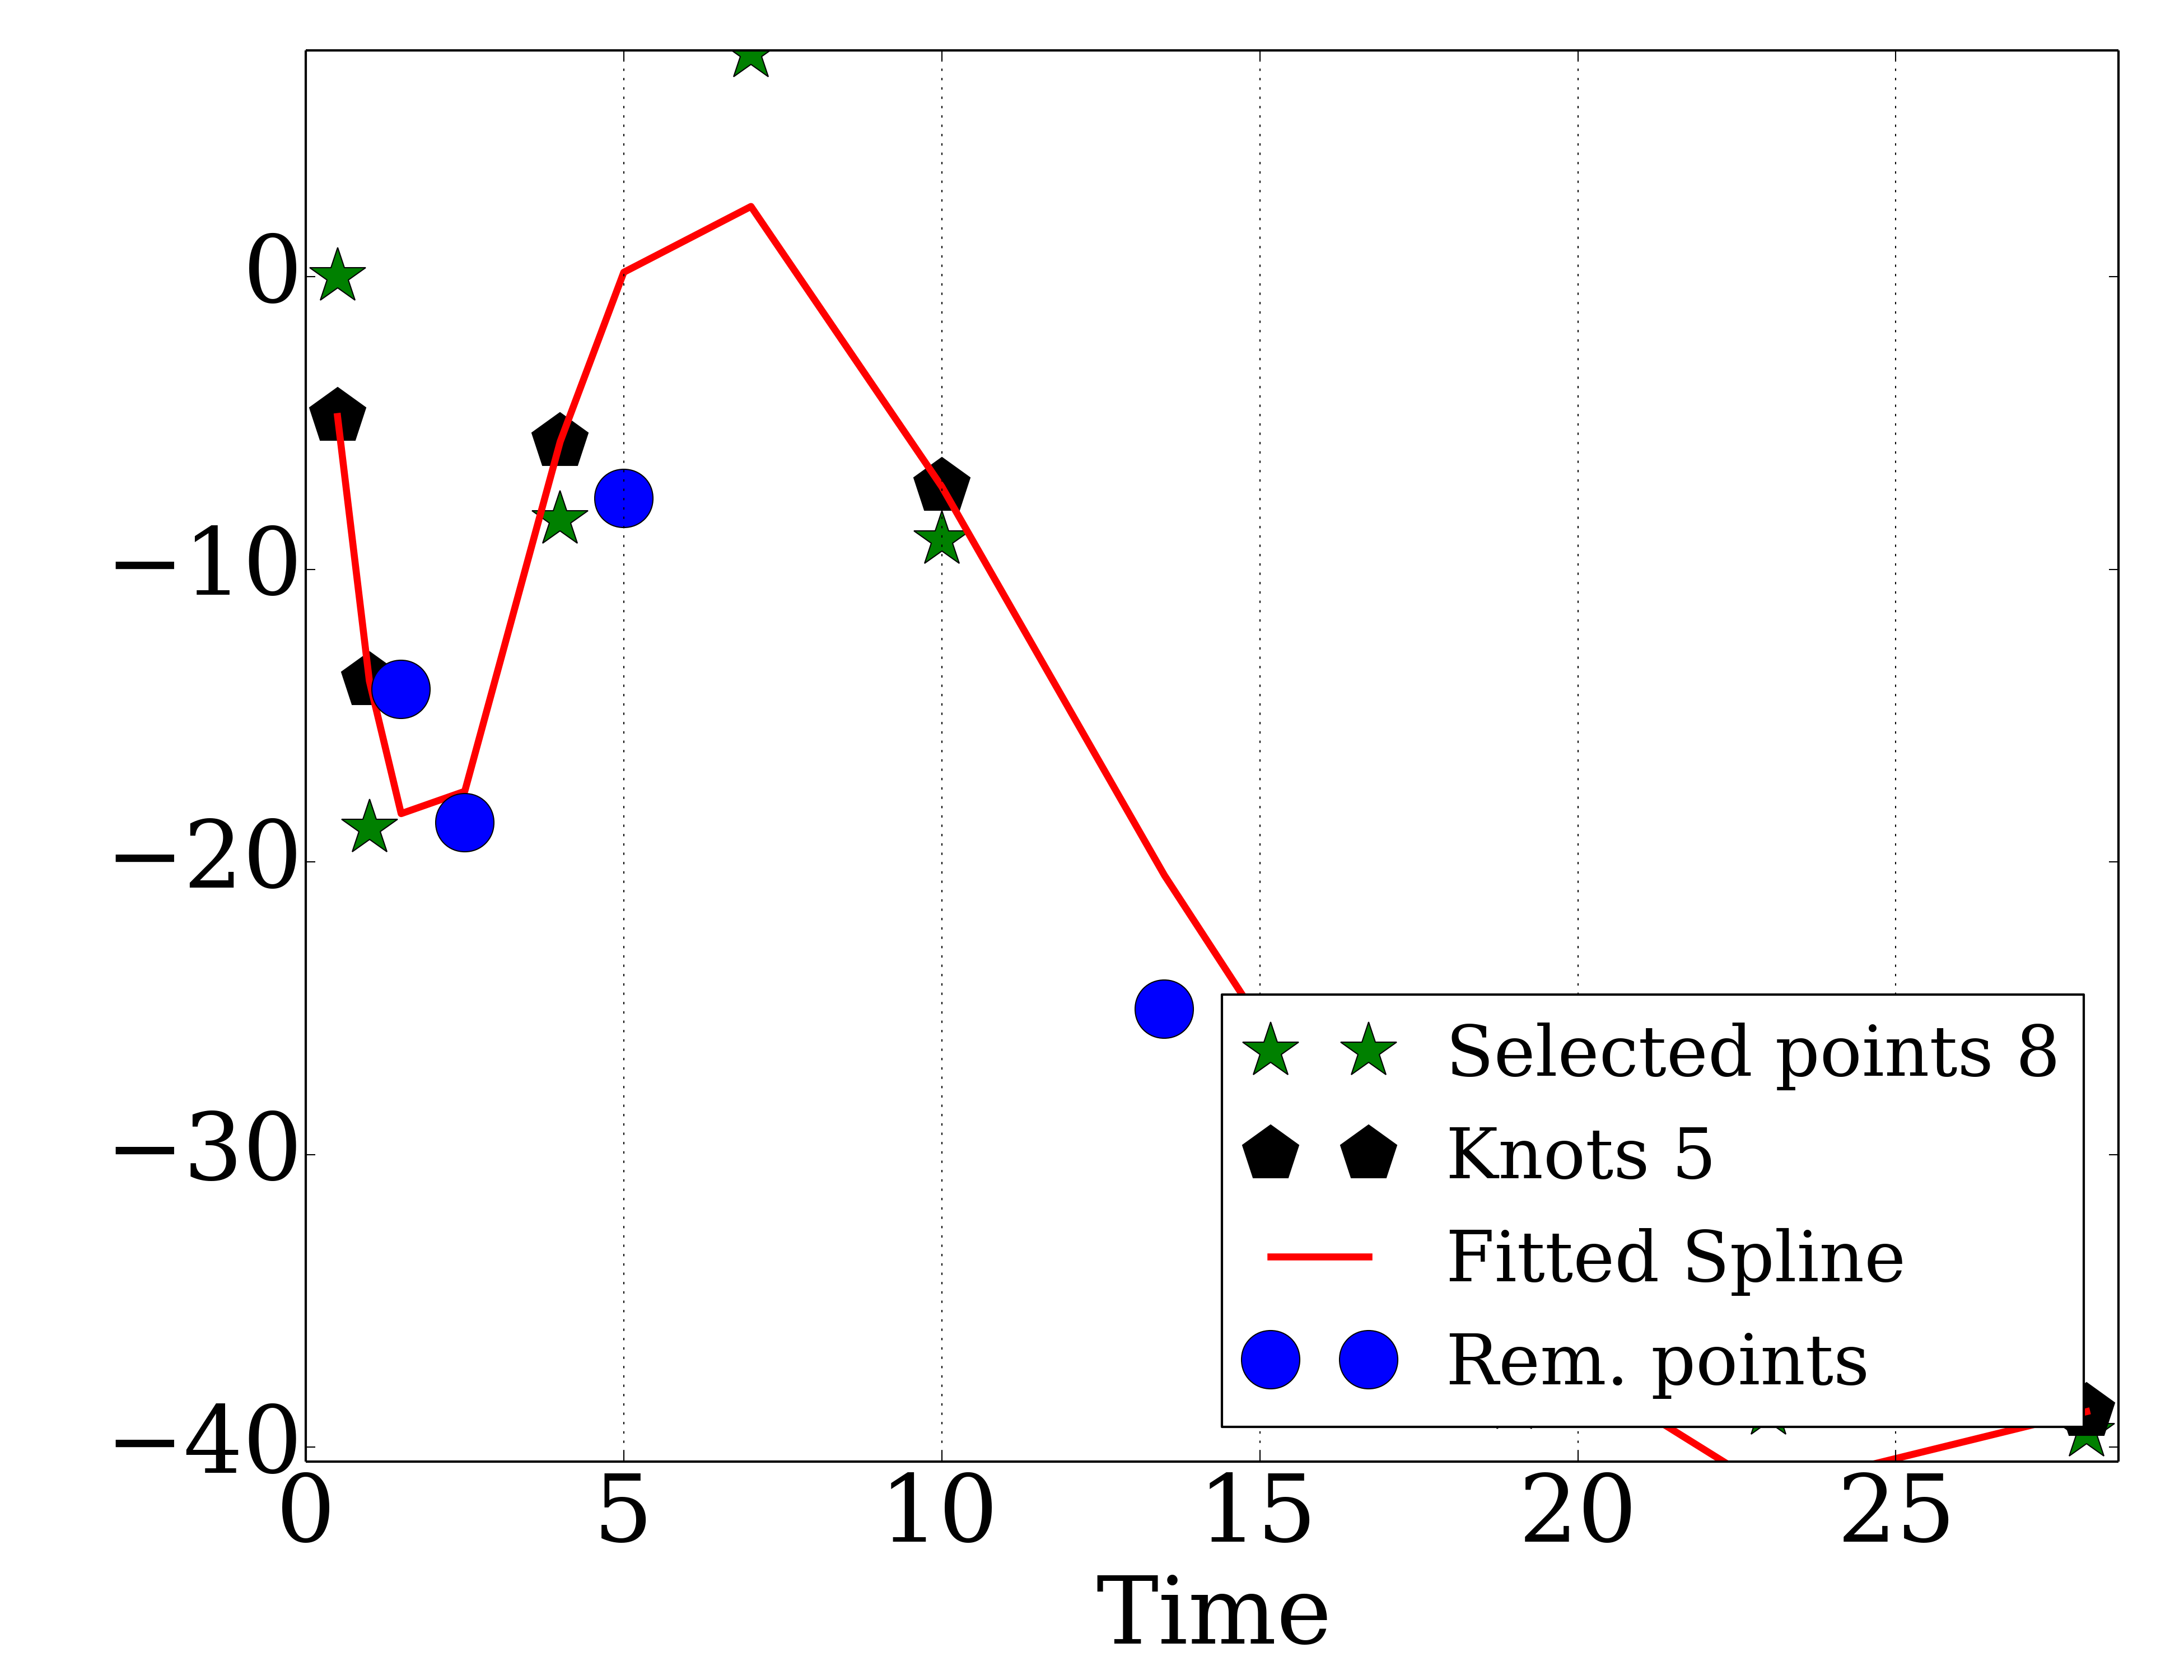 0
−10
−20
−30
−40
0 5 10 15 20 25
Time
Selected points 8
Knots 5
Fitted Spline
Rem. points